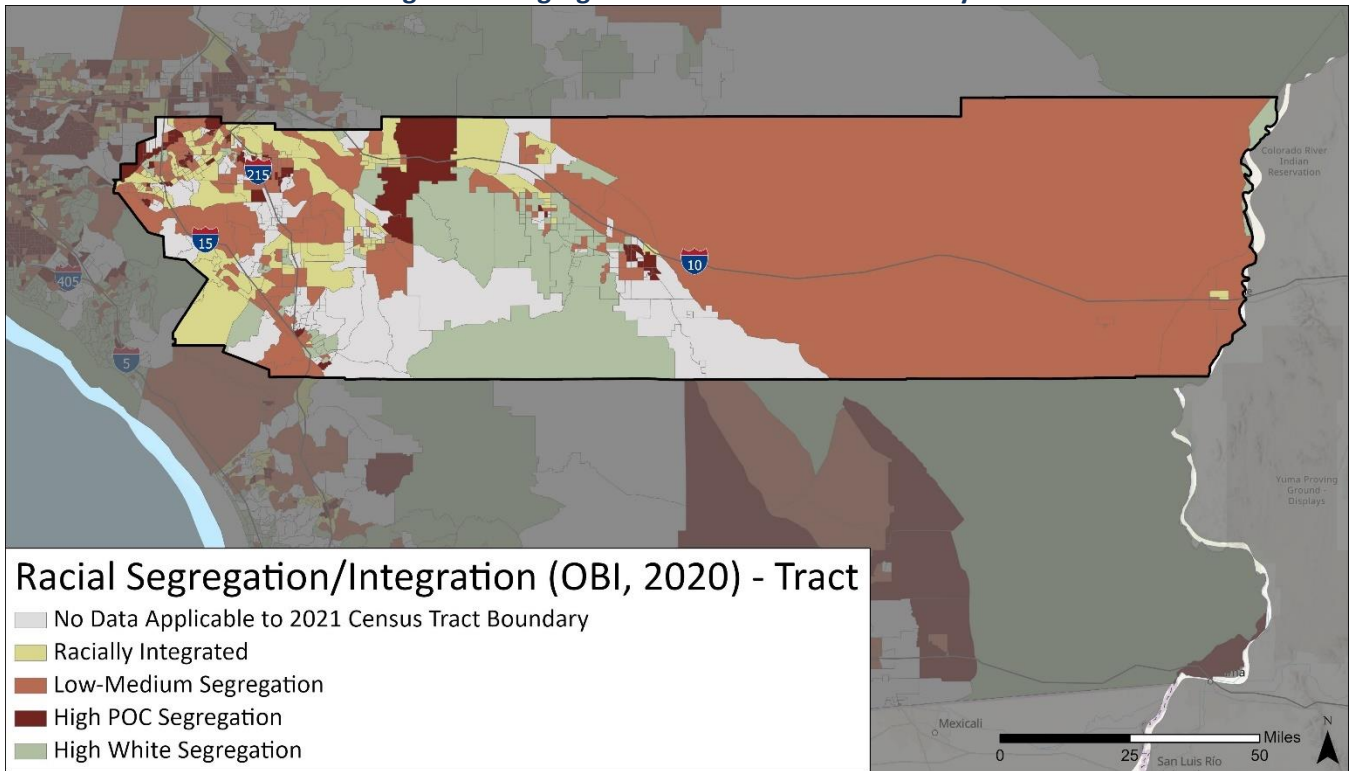 215
15
405
10
5
Colorado River
Indian
Reservation
Yuma Proving
Ground -
Displays
Racial Segregation/Integration (OBI, 2020) - Tract
No Data Applicable to 2021 Census Tract Boundary
Racially Integrated
Low-Medium Segregation
High POC Segregation
High White Segregation
Mexicali
San Luis Río
N
Miles
0
25
50